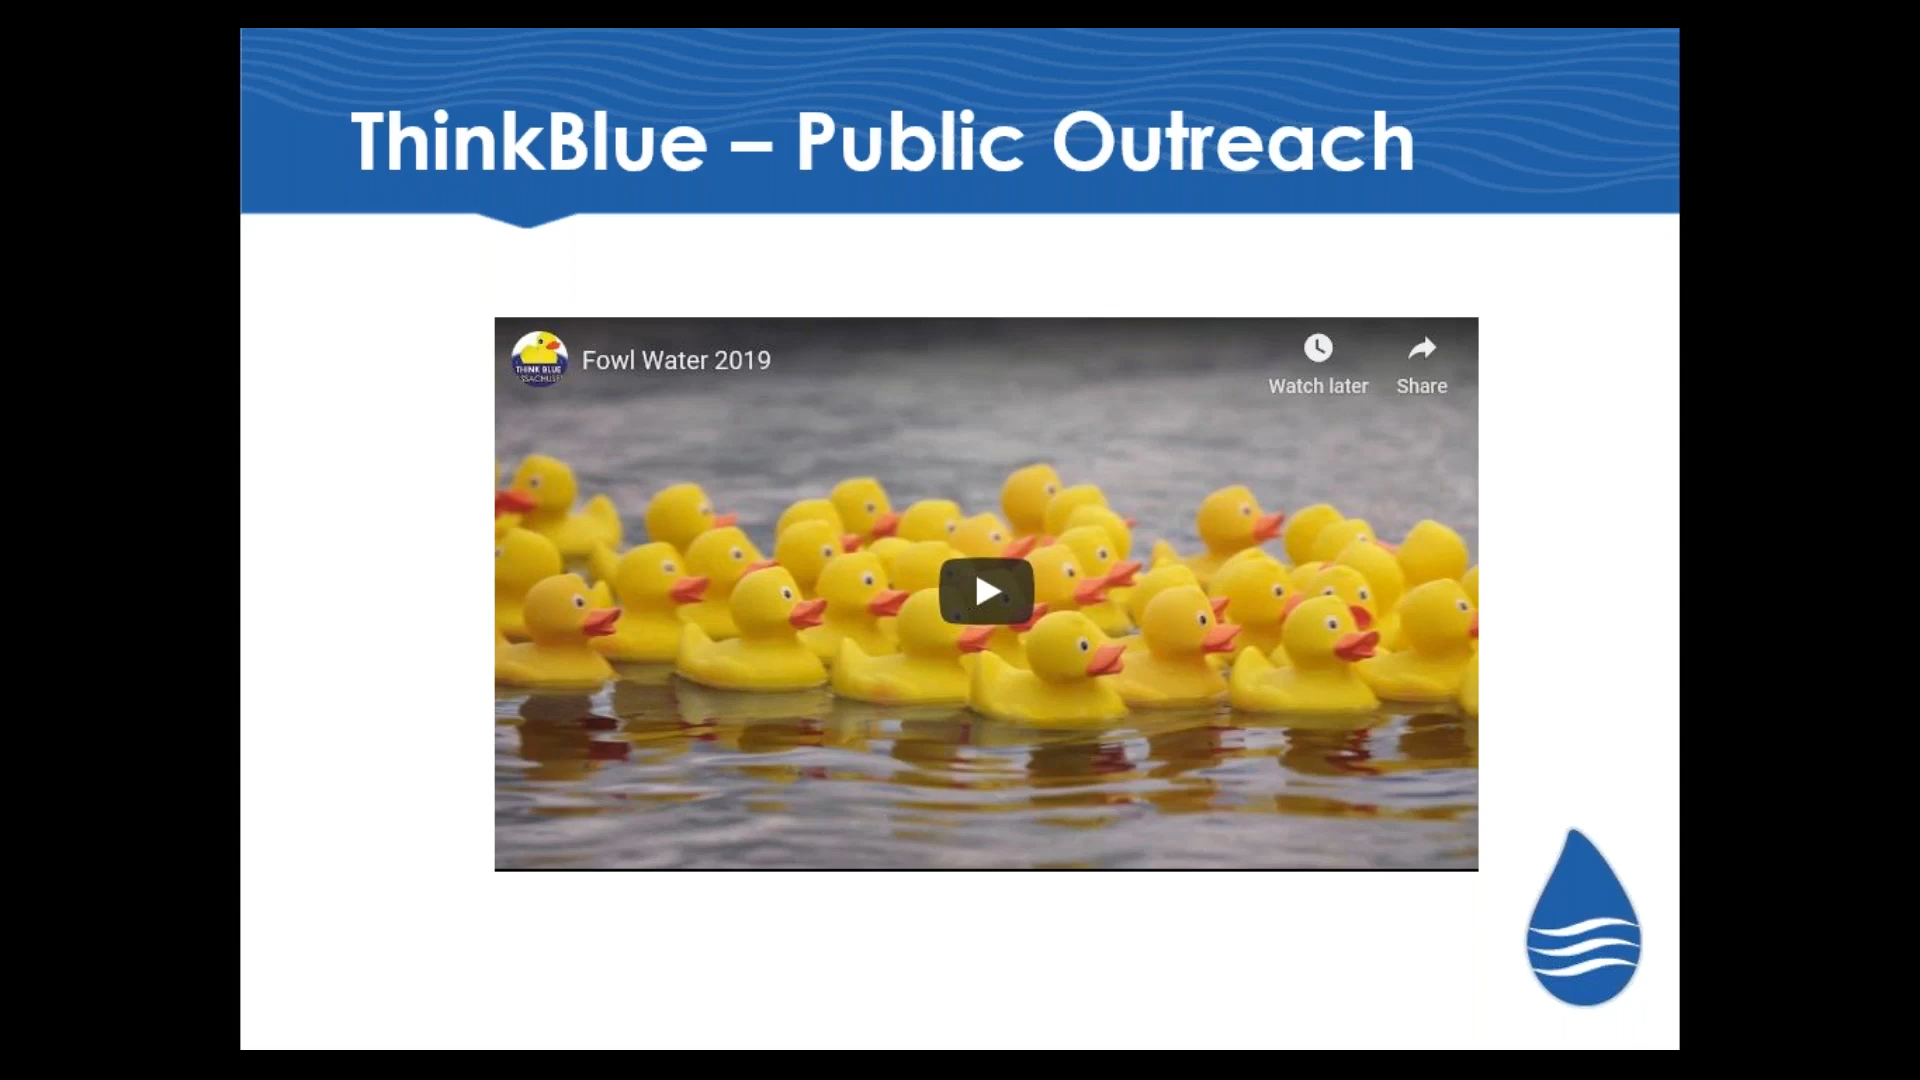 ThinkBlue – Public Outreach
Fowl Water 2019
THINK BLUE
Watch later
Share